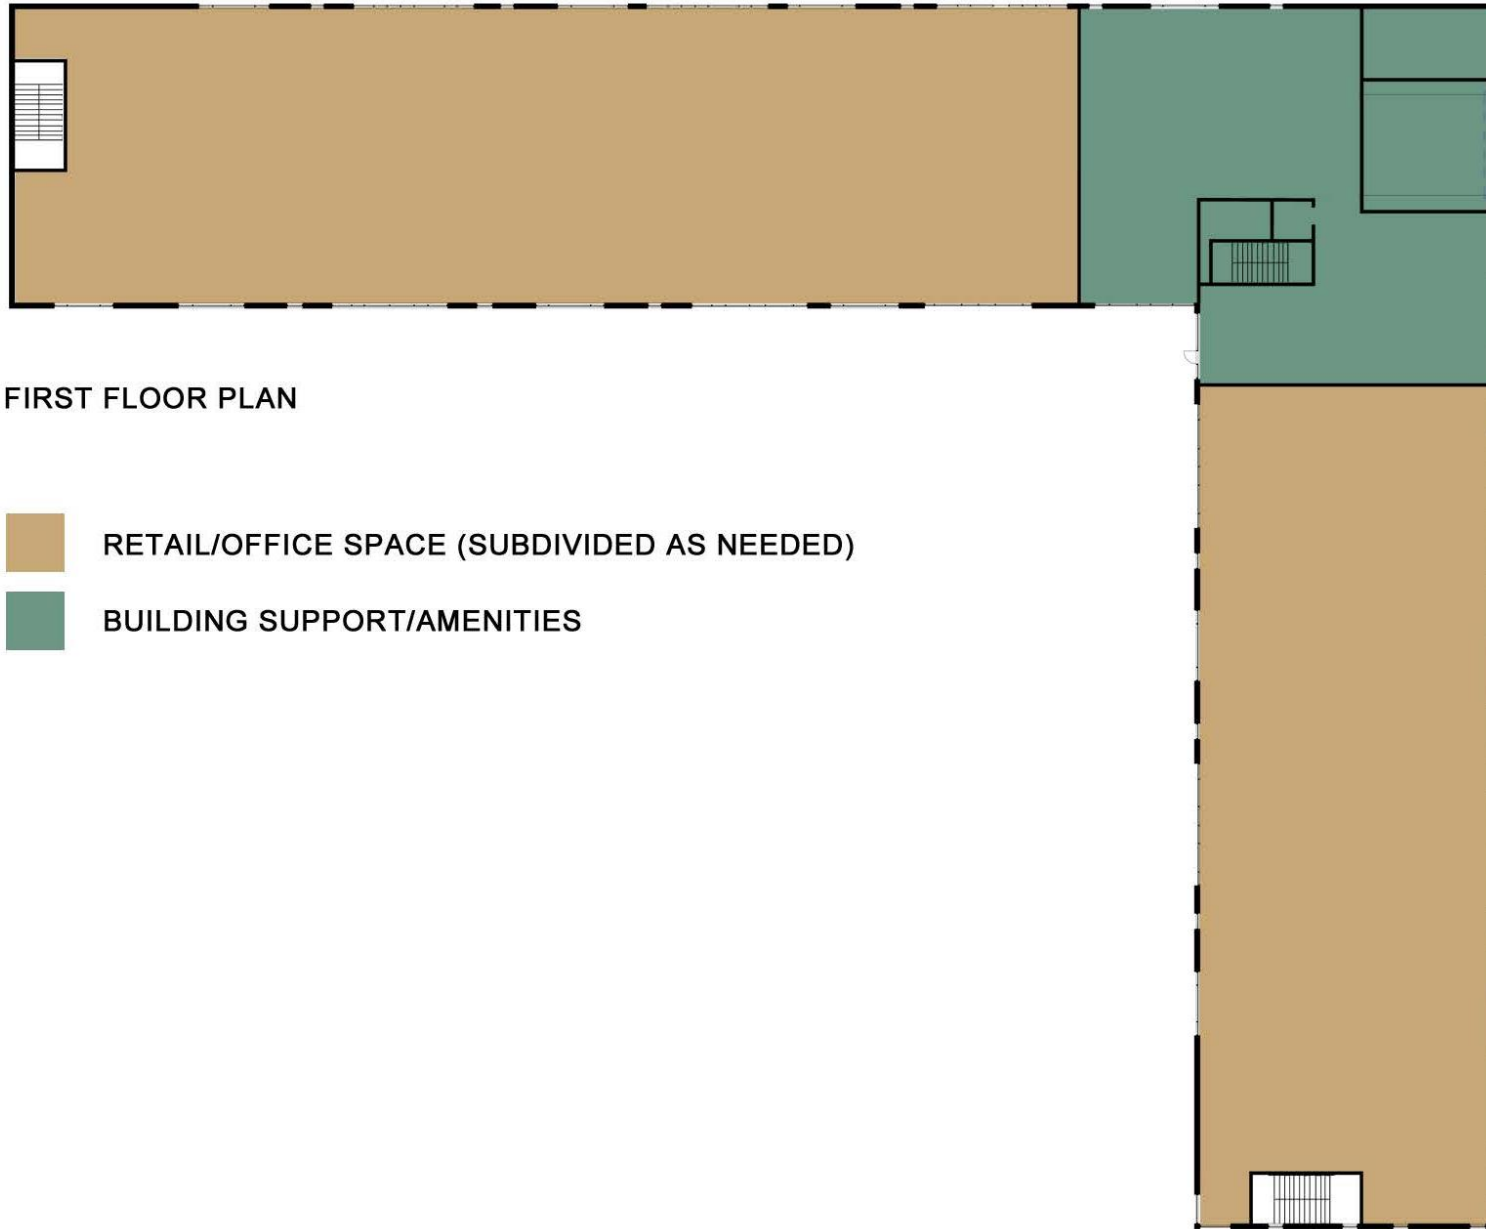 FIRST FLOOR PLAN
RETAIL/OFFICE SPACE (SUBDIVIDED AS NEEDED)
BUILDING SUPPORT/AMENITIES